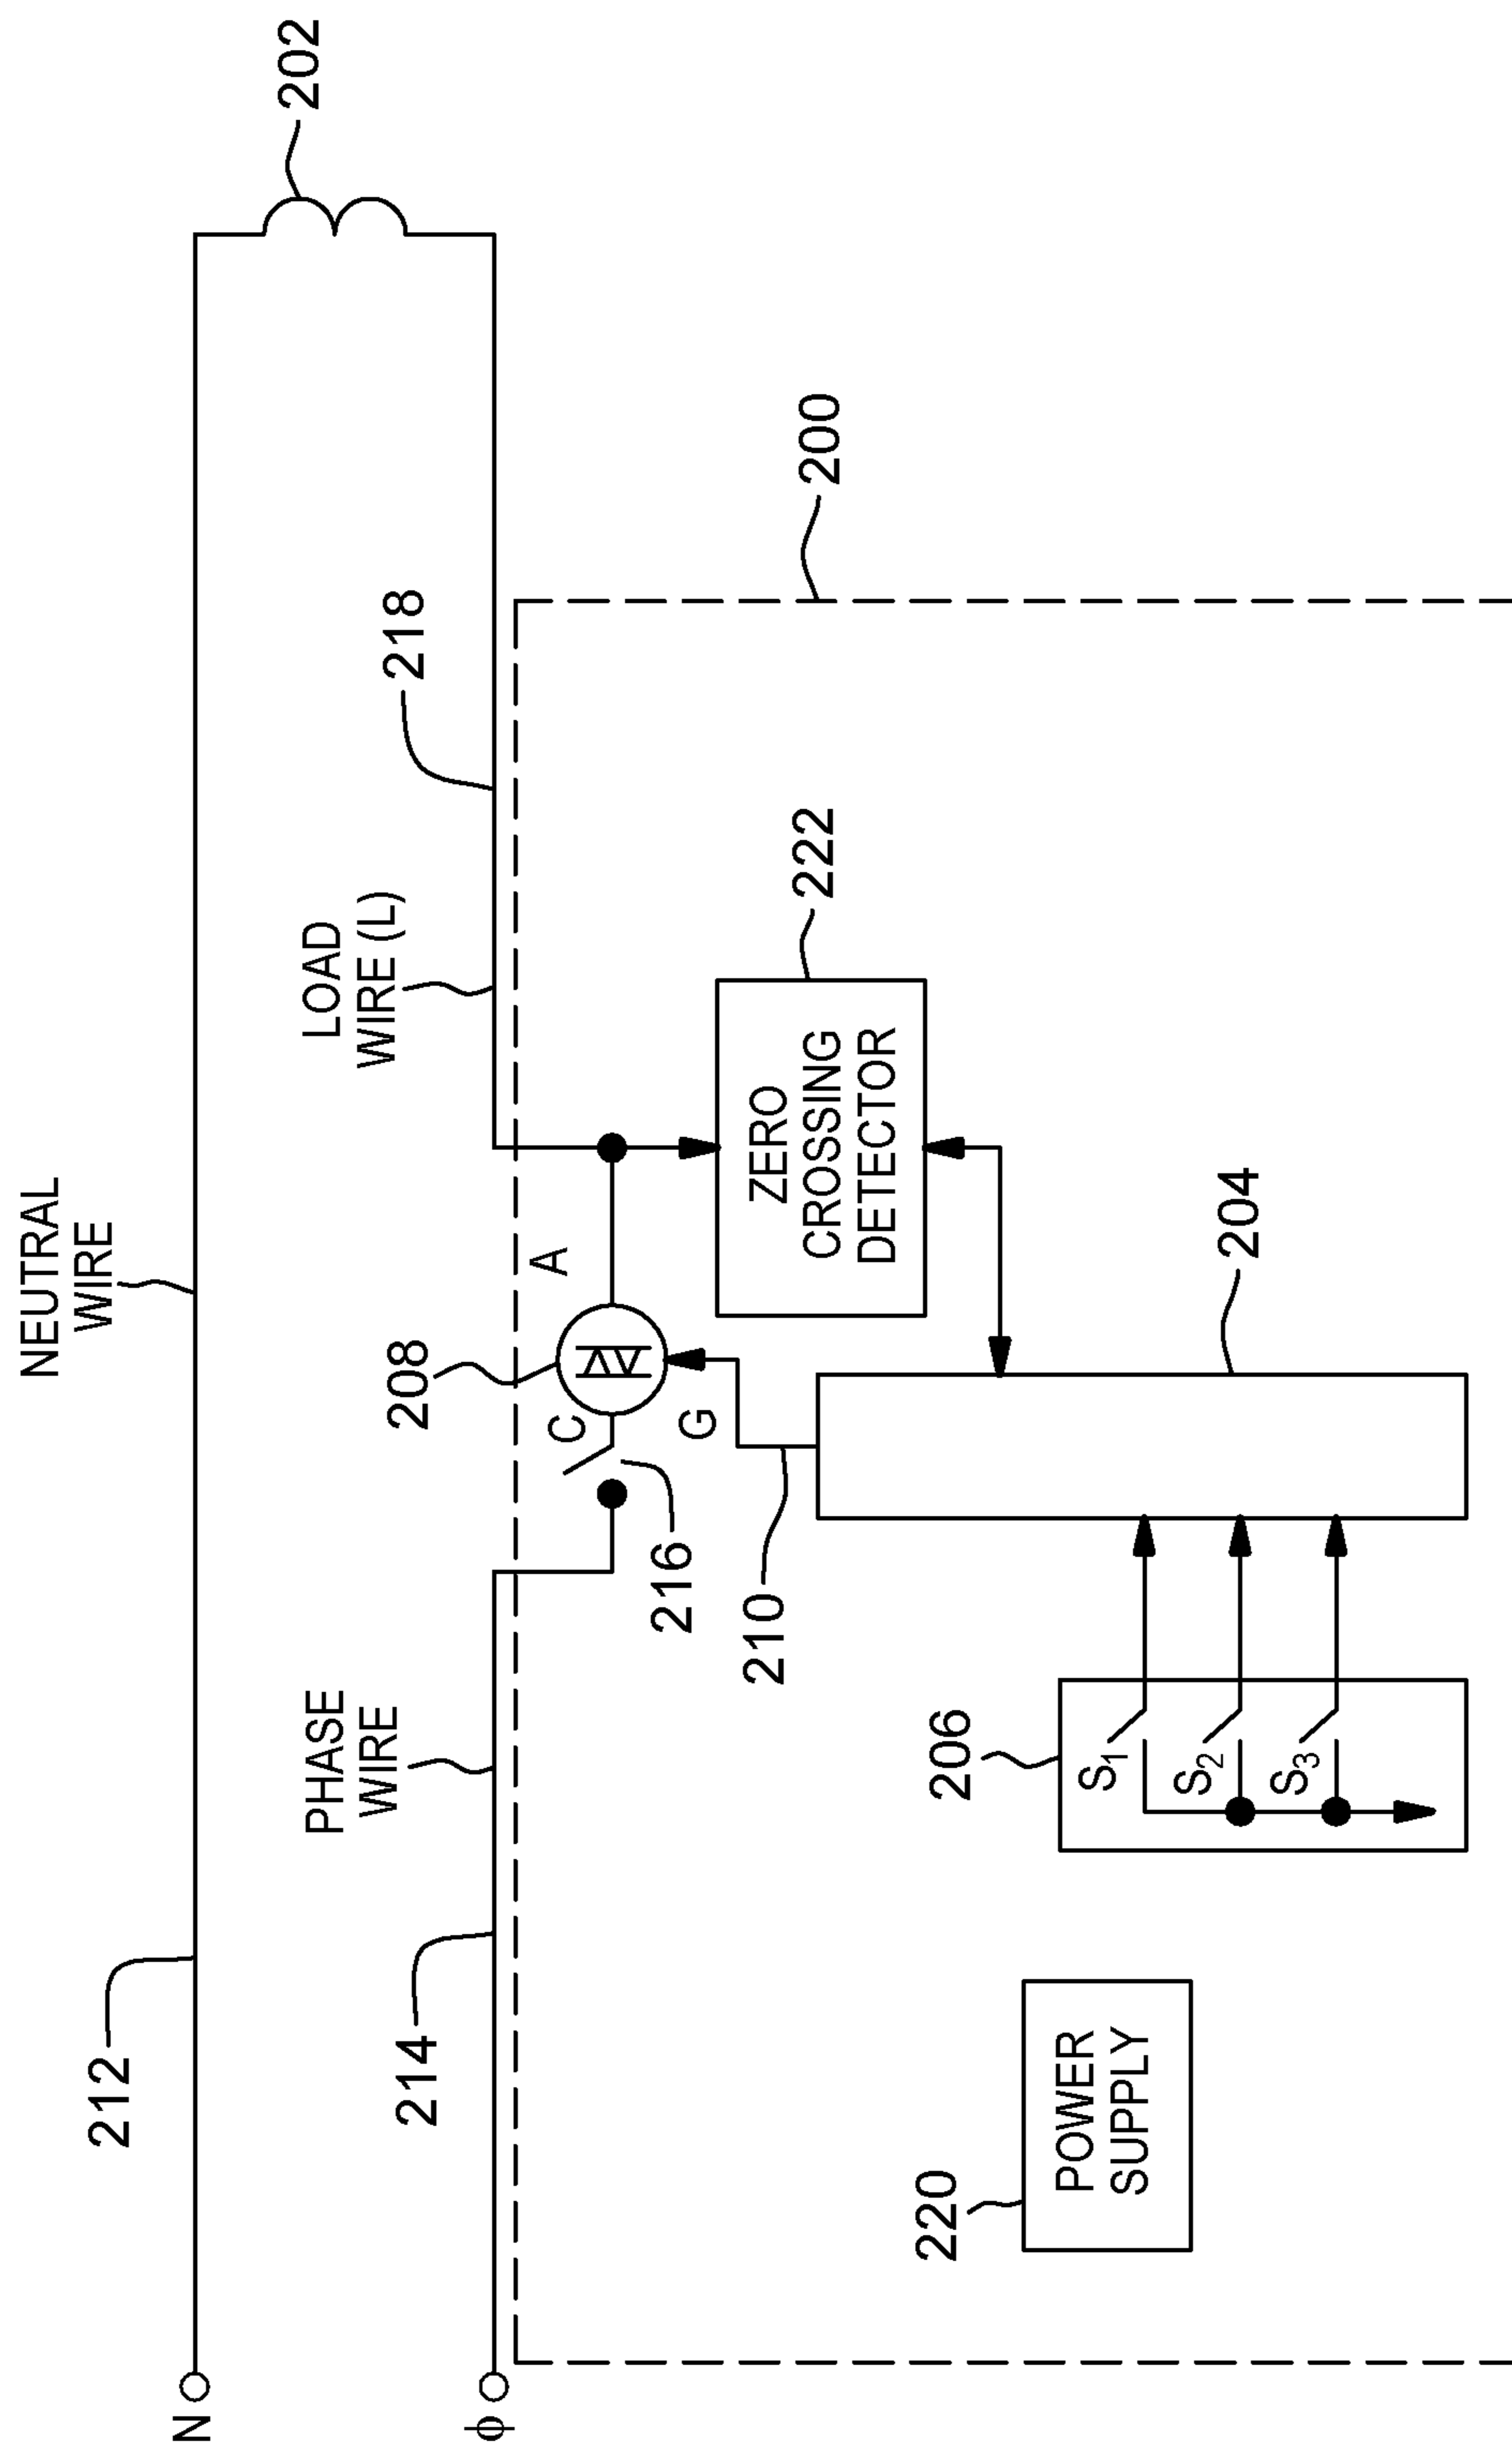 NEUTRAL
WIRE
212
N
202
PHASE
WIRE
214
ϕ
LOAD
WIRE (L)
218
208
C
A
G
216
210
200
ZERO
CROSSING
DETECTOR
222
204
206
S1
S2
S3
220
POWER
SUPPLY